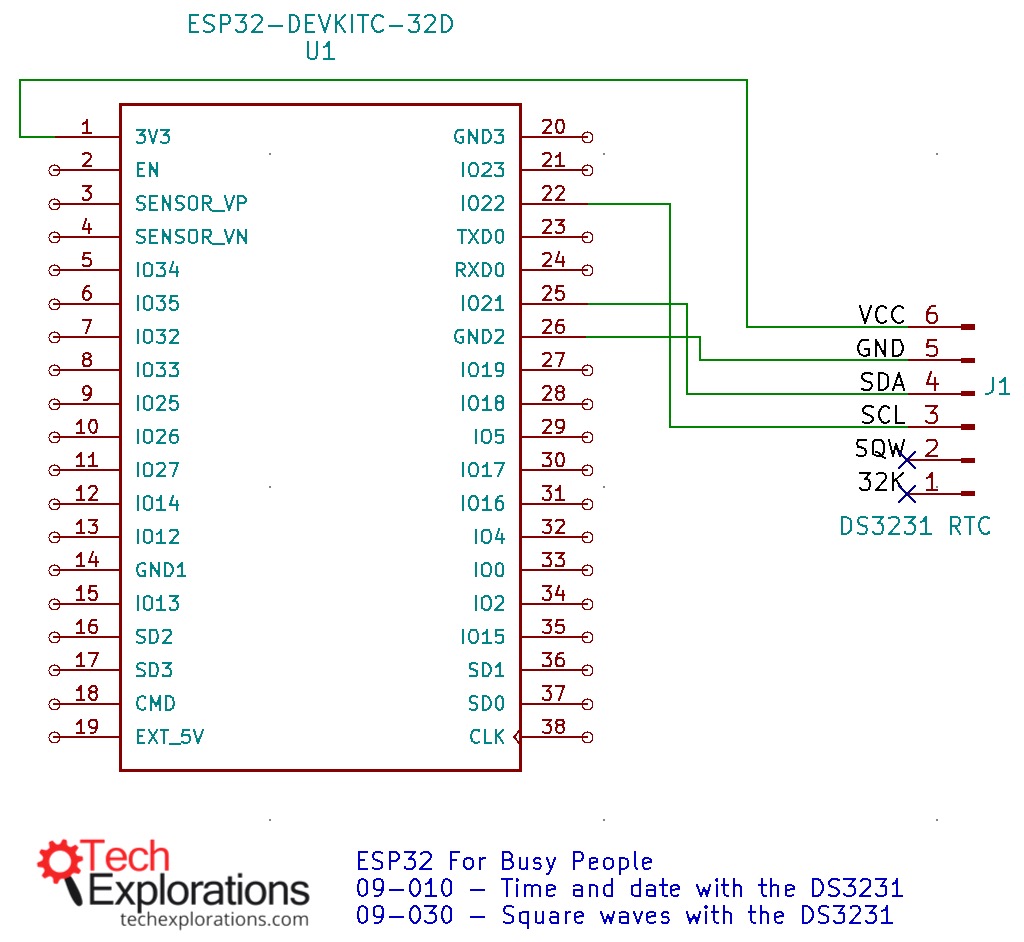 ESP32-DEVKITC-32D
U1
1 3V3 GND3 20
2 EN IO23 21
3 SENSOR_VP IO22 22
4 SENSOR_VN TXD0 23
5 IO34 RXD0 24
6 IO35 IO21 25
7 IO32 GND2 26
8 IO33 IO19 27
9 IO25 IO18 28
10 IO26 IO5 29
11 IO27 IO17 30
12 IO14 IO16 31
13 IO12 IO4 32
14 GND1 IO0 33
15 IO13 IO2 34
16 SD2 IO15 35
17 SD3 SD1 36
18 CMD SD0 37
19 EXT_5V CLK 38
VCC 6
GND 5
SDA 4
J1
SCL 3
SQW 2
32K 1
DS3231 RTC
Tech
Explorations
techexplorations.com
ESP32 For Busy People
09-010 - Time and date with the DS3231
09-030 - Square waves with the DS3231